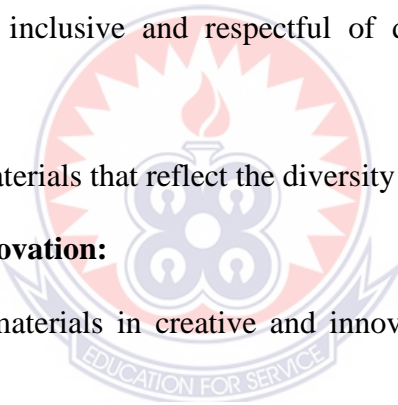 inclusive and respectful of
aterials that reflect the diversity
ovation:
materials in creative and innov
EDUCATION FOR SERVICE